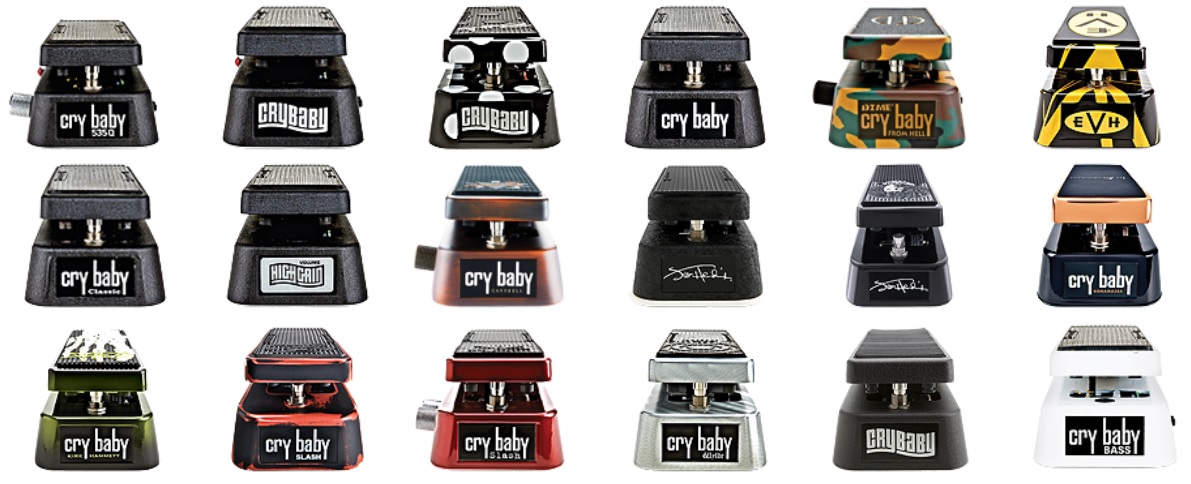 cry baby
535Q
CRYBABY
CRYBABY
cry baby
DIME
cry baby
FROM HELL
EVH
cry baby
Classic
VOLUME
HIGH GAIN
cry baby
CANTRELL
cry baby
BONAMASSA
cry baby
KIRK HAMMETT
cry baby
SLASH
cry baby
Slash
cry baby
CRYBABY
cry baby
BASS